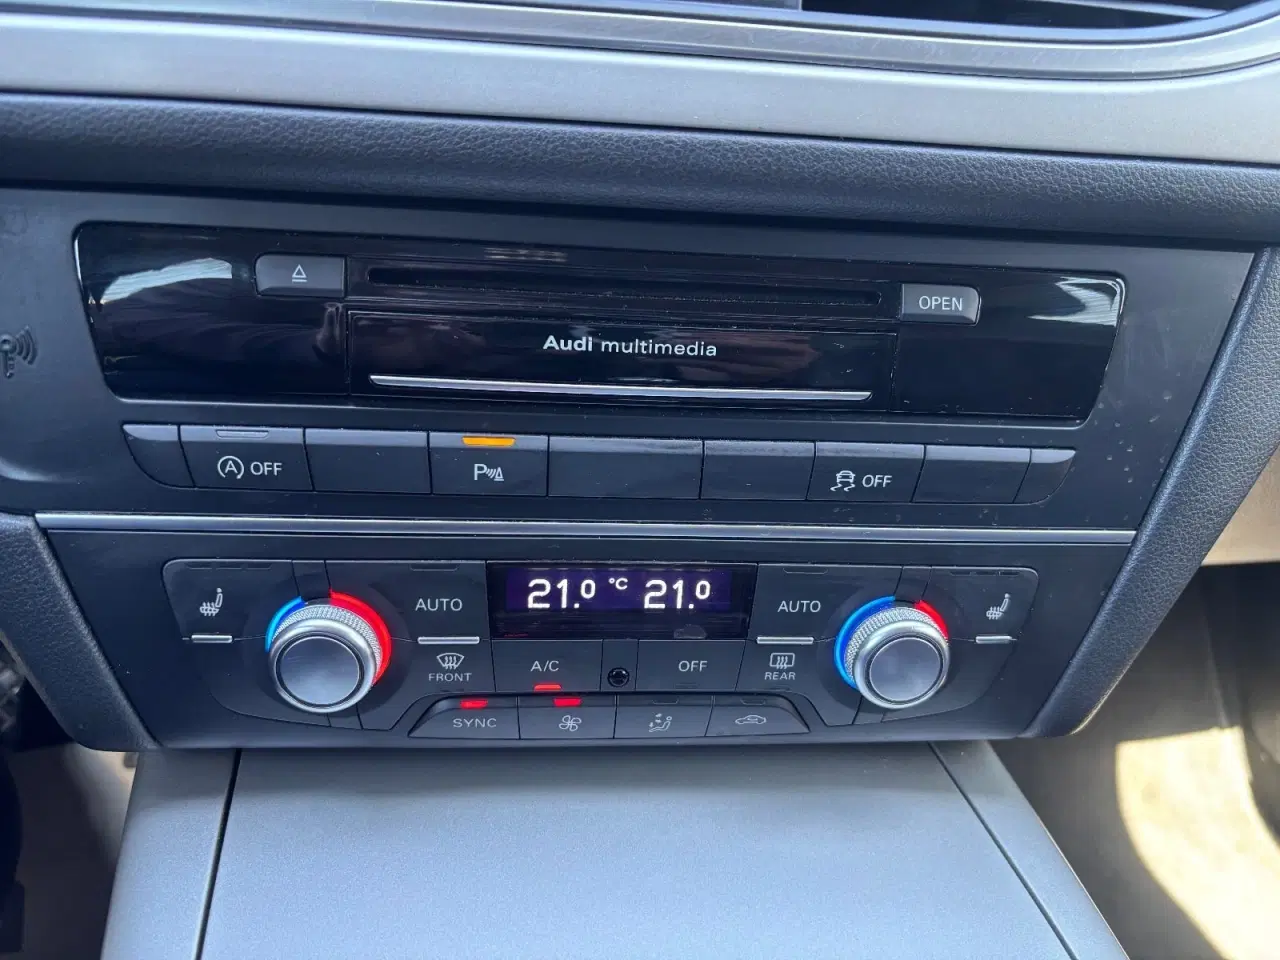 OPEN
Audi multimedia
A OFF
P
OFF
21.0 °C 21.0
AUTO
AUTO
FRONT
A/C
OFF
REAR
SYNC